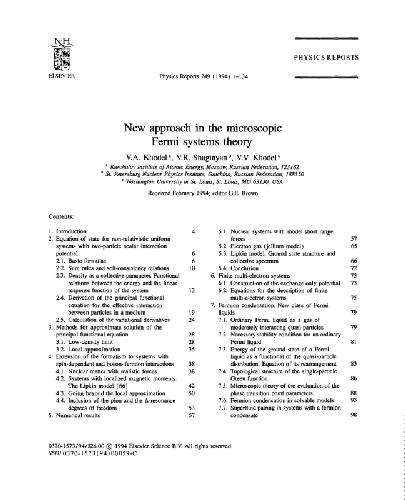 NH
ELSEVIER
Physics Reports 249 (1994) 1–134
PHYSICS REPORTS
New approach in the microscopic
Fermi systems theory
V.A. Khodel a, V.R. Shaginyan b, V.V. Khodel c
a Kurchatov Institute of Atomic Energy, Moscow, Russian Federation, 123182
b St. Petersburg Nuclear Physics Institute, Gatchina, Russian Federation, 188350
c Washington University in St. Louis, St. Louis, MO 63130, USA
Received February 1994; editor G.E. Brown
Contents:
1. Introduction 4
2. Equation of state for non-relativistic uniform
systems with two-particle scalar interaction
potential 6
2.1. Basic formulas 6
2.2. Sum rules and self-consistency relations 10
2.3. Density as a collective parameter. Functional
relations between the energy and the linear
response function of the system 13
2.4. Derivation of the principal functional
equation for the effective interaction
between particles in a medium 19
2.5. Calculation of the variational derivatives 24
3. Methods for approximate solution of the
principal functional equation 28
3.1. Low-density limit 28
3.2. Local approximation 35
4. Extension of the formalism to systems with
spin-dependent and boson-fermion interactions 38
4.1. Nuclear matter with realistic forces 38
4.2. Systems with localized magnetic moments.
The Lipkin model (66) 42
4.3. Going beyond the local approximation 50
4.4. Inclusion of the pion and the Δ-resonance
degrees of freedom 53
5. Numerical results 57
5.1. Nuclear systems with model short range
forces 57
5.2. Electron gas (jellium model) 65
5.3. Lipkin model. Ground state structure and
collective spectrum 66
5.4. Conclusion 72
6. Finite multi-electron systems 73
6.1. Construction of the exchange-only potential 73
6.2. Equations for the description of finite
multi-electron systems 75
7. Fermion condensation. New class of Fermi
liquids 79
7.1. Ordinary Fermi liquid as a gas of
moderately interacting quasi-particles 79
7.2. Necessary stability condition for an ordinary
Fermi liquid 81
7.3. Energy of the ground state of a Fermi
liquid as a functional of the quasi-particle
distribution. Equation of its rearrangement 83
7.4. Topological structure of the single-particle
Green function 86
7.5. Microscopic theory of the evaluation of the
phase transition point parameters 88
7.6. Fermion condensation in solvable models 93
7.7. Superfluid pairing in systems with a fermion
condensate 98
0370-1573/94/$26.00 © 1994 Elsevier Science B.V. All rights reserved
SSDI 0370-1573(94)00059-C